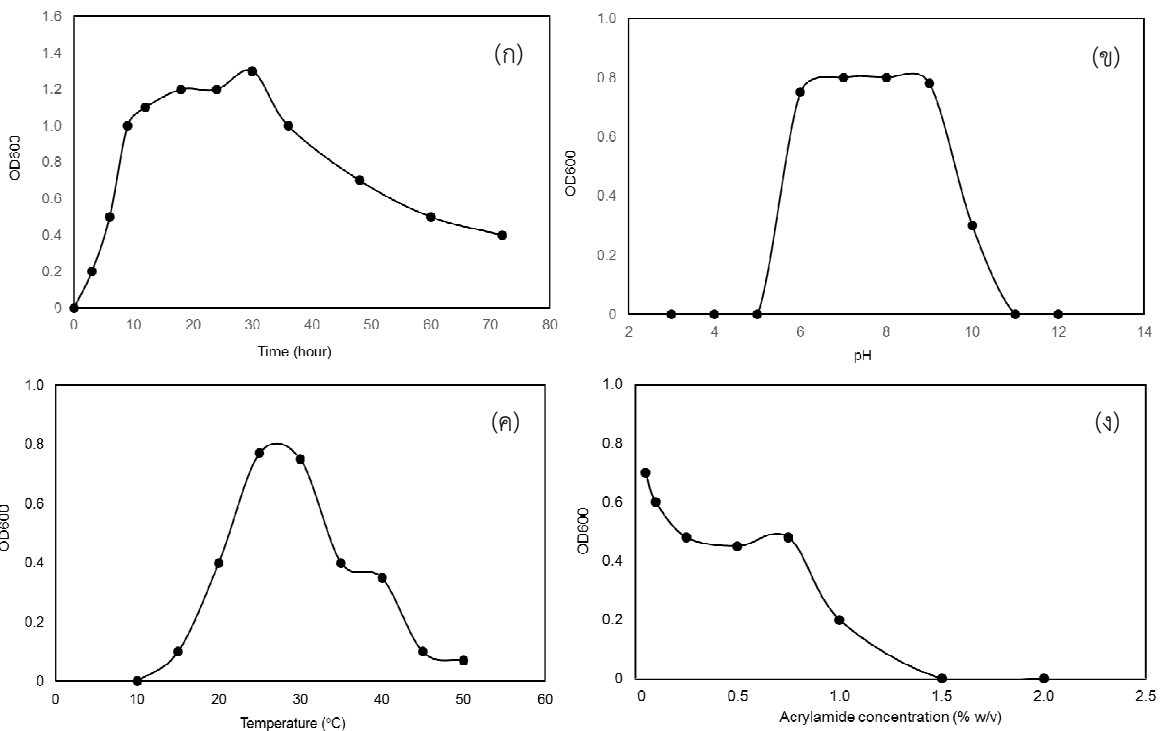 1.6
(ก)
1.4
1.2
1.0
0.8
0.6
0.4
0.2
0
OD600
0 10 20 30 40 50 60 70 80
Time (hour)
1.0
(ข)
0.8
0.6
0.4
0.2
0
OD600
2 4 6 8 10 12 14
pH
1.0
(ค)
0.8
0.6
0.4
0.2
0
OD600
0 10 20 30 40 50 60
Temperature (°C)
1.0
(ง)
0.8
0.6
0.4
0.2
0
OD600
0 0.5 1.0 1.5 2.0 2.5
Acrylamide concentration (% w/v)